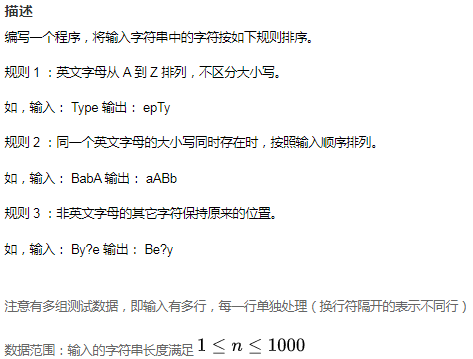 描述
编写一个程序，将输入字符串中的字符按如下规则排序。
规则 1 ：英文字母从 A 到 Z 排列，不区分大小写。
如，输入： Type 输出： epTy
规则 2 ：同一个英文字母的大小写同时存在时，按照输入顺序排列。
如，输入： BabA 输出： aABb
规则 3 ：非英文字母的其它字符保持原来的位置。
如，输入： By?e 输出： Be?y
注意有多组测试数据，即输入有多行，每一行单独处理（换行符隔开的表示不同行）
数据范围：输入的字符串长度满足 1 ≤ n ≤ 1000